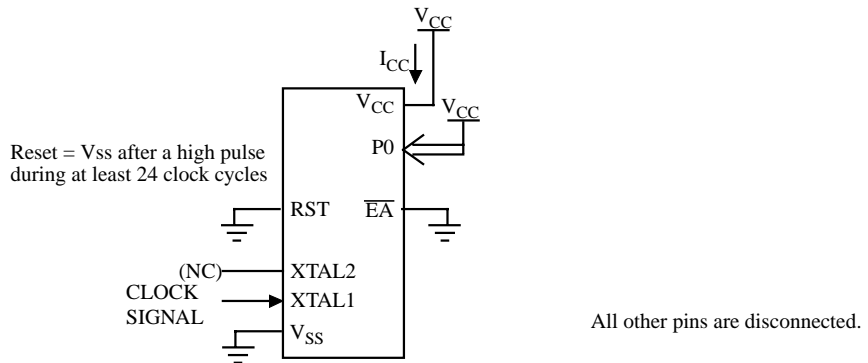 VCC
ICC
VCC
VCC
P0
Reset = Vss after a high pulse
during at least 24 clock cycles
RST
EA
(NC)
XTAL2
CLOCK
SIGNAL
XTAL1
VSS
All other pins are disconnected.